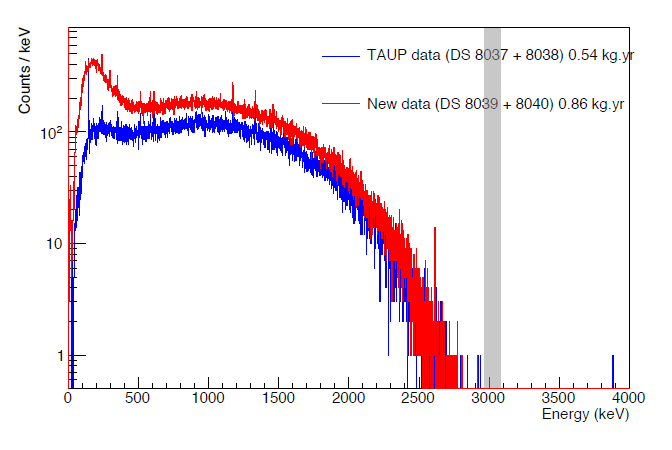 Counts / keV
TAUP data (DS 8037 + 8038) 0.54 kg.yr
New data (DS 8039 + 8040) 0.86 kg.yr
10²
10
1
0 500 1000 1500 2000 2500 3000 3500 4000
Energy (keV)